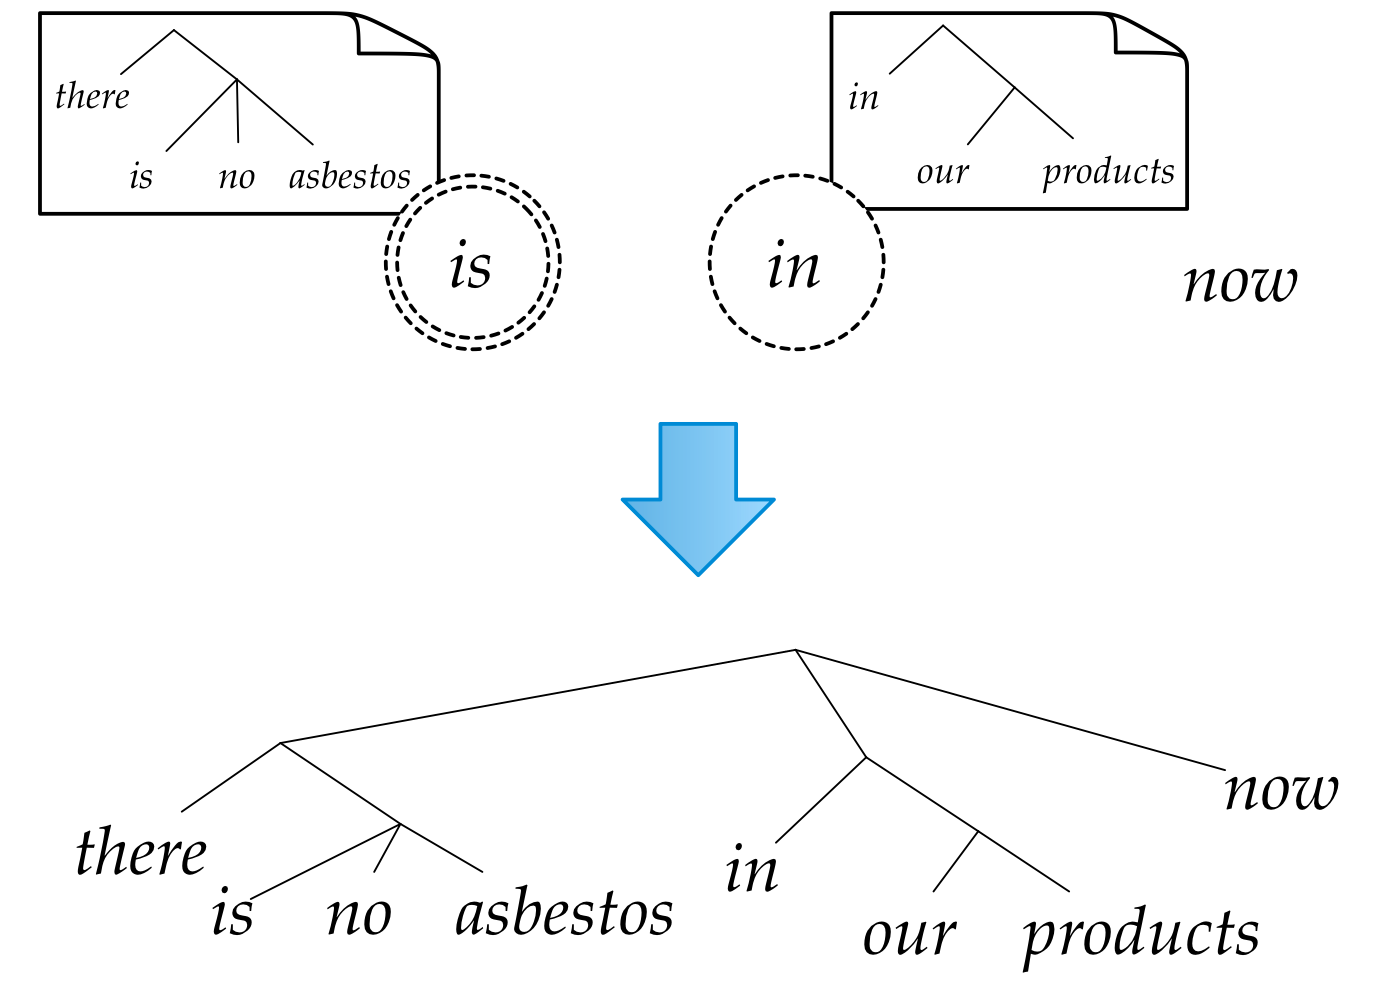 there
is no asbestos
in
our products
is
in
now
there
is no asbestos
in
our products
now